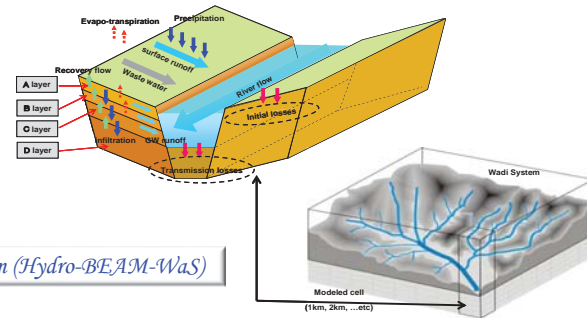 Evapo-transpiration
Precipitation
surface runoff
Waste water
Recovery flow
River flow
A layer
B layer
C layer
D layer
Initial losses
Infiltration
GW runoff
Transmission losses
Wadi System
n (Hydro-BEAM-WaS)
Modeled cell
(1km, 2km, ...etc)